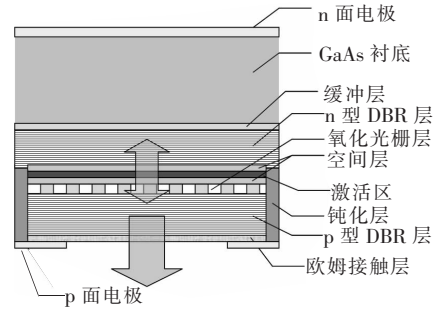 n 面电极
GaAs 衬底
缓冲层
n 型 DBR 层
氧化光栅层
空间层
激活区
钝化层
p 型 DBR 层
欧姆接触层
p 面电极